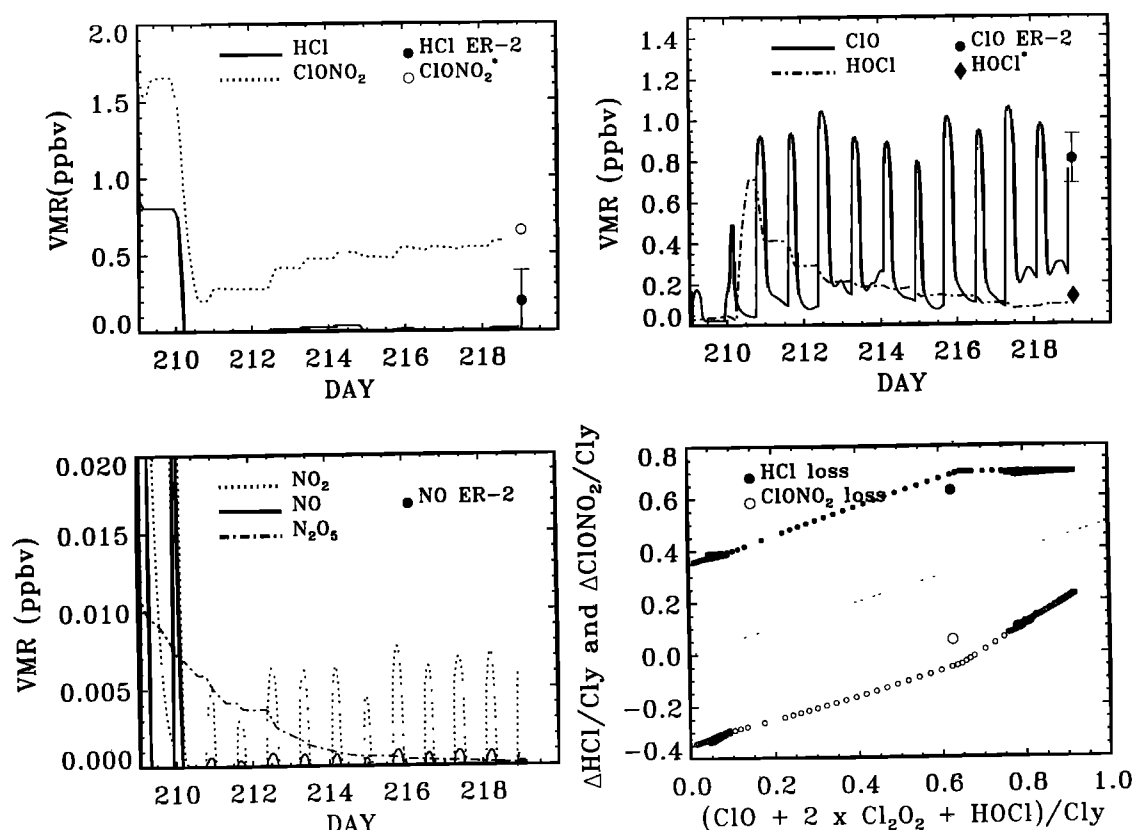 2.0
1.5
1.0
0.5
0.0
VMR(ppbv)
HCl
ClONO₂
HCl ER-2
ClONO₂*
210 212 214 216 218
DAY
1.4
1.2
1.0
0.8
0.6
0.4
0.2
0.0
VMR (ppbv)
ClO
HOCl
ClO ER-2
HOCl*
210 212 214 216 218
DAY
0.020
0.015
0.010
0.005
0.000
VMR (ppbv)
NO₂
NO
N₂O₅
NO ER-2
210 212 214 216 218
DAY
0.8
0.6
0.4
0.2
0.0
−0.2
−0.4
ΔHCl/Cly and ΔClONO₂/Cly
HCl loss
ClONO₂ loss
0.0 0.2 0.4 0.6 0.8 1.0
(ClO + 2 x Cl₂O₂ + HOCl)/Cly